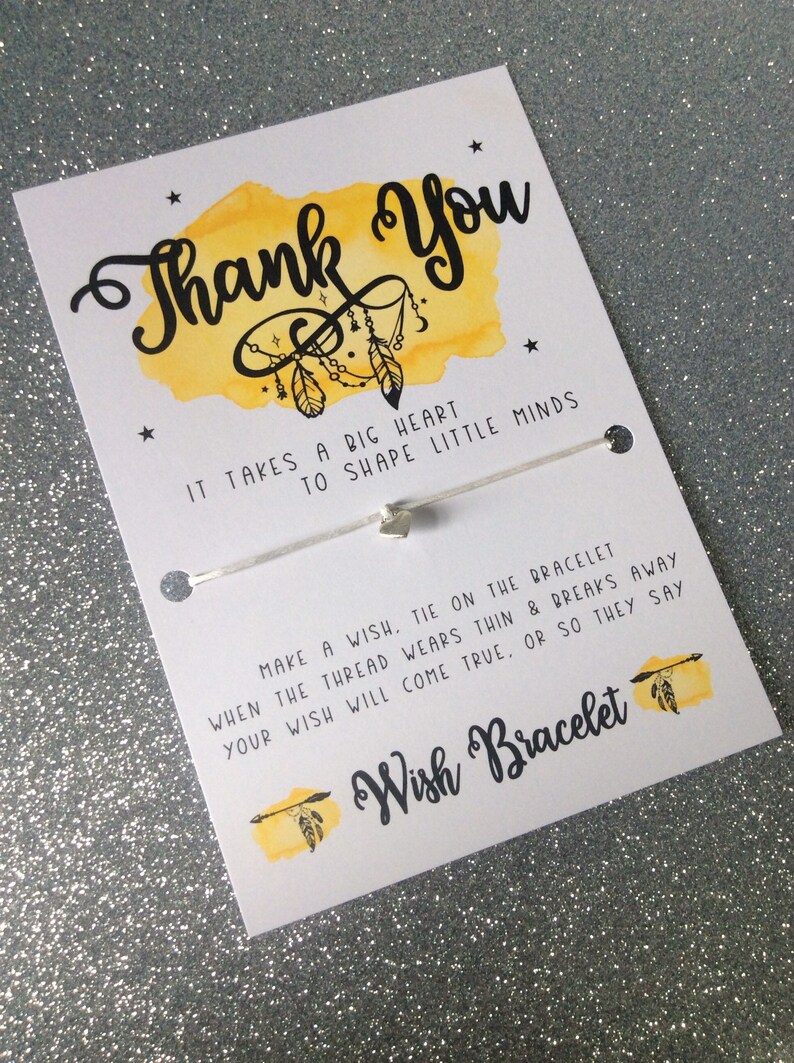 Thank You
IT TAKES A BIG HEART
TO SHAPE LITTLE MINDS
MAKE A WISH, TIE ON THE BRACELET
WHEN THE THREAD WEARS THIN & BREAKS AWAY
YOUR WISH WILL COME TRUE, OR SO THEY SAY
Wish Bracelet